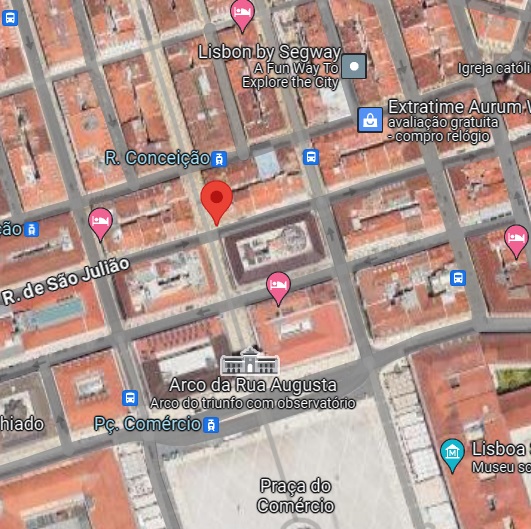 Lisbon by Segway
A Fun Way To
Explore the City
Igreja católi
Extratime Aurum W
avaliação gratuita
- compro relógio
R. Conceição
ão
R. de São Julião
Arco da Rua Augusta
Arco do triunfo com observatório
hiado
Pç. Comércio
Lisboa
Museu so
Praça do
Comércio